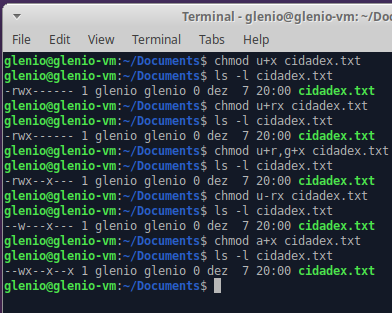 Terminal - glenio@glenio-vm: ~/Docum
File Edit View Terminal Tabs Help
glenio@glenio-vm:~/Documents$ chmod u+x cidadex.txt
glenio@glenio-vm:~/Documents$ ls -l cidadex.txt
-rwx------ 1 glenio glenio 0 dez  7 20:00 cidadex.txt
glenio@glenio-vm:~/Documents$ chmod u+rx cidadex.txt
glenio@glenio-vm:~/Documents$ ls -l cidadex.txt
-rwx------ 1 glenio glenio 0 dez  7 20:00 cidadex.txt
glenio@glenio-vm:~/Documents$ chmod u+r,g+x cidadex.txt
glenio@glenio-vm:~/Documents$ ls -l cidadex.txt
-rwx--x--- 1 glenio glenio 0 dez  7 20:00 cidadex.txt
glenio@glenio-vm:~/Documents$ chmod u-rx cidadex.txt
glenio@glenio-vm:~/Documents$ ls -l cidadex.txt
--w---x--- 1 glenio glenio 0 dez  7 20:00 cidadex.txt
glenio@glenio-vm:~/Documents$ chmod a+x cidadex.txt
glenio@glenio-vm:~/Documents$ ls -l cidadex.txt
--wx--x--x 1 glenio glenio 0 dez  7 20:00 cidadex.txt
glenio@glenio-vm:~/Documents$